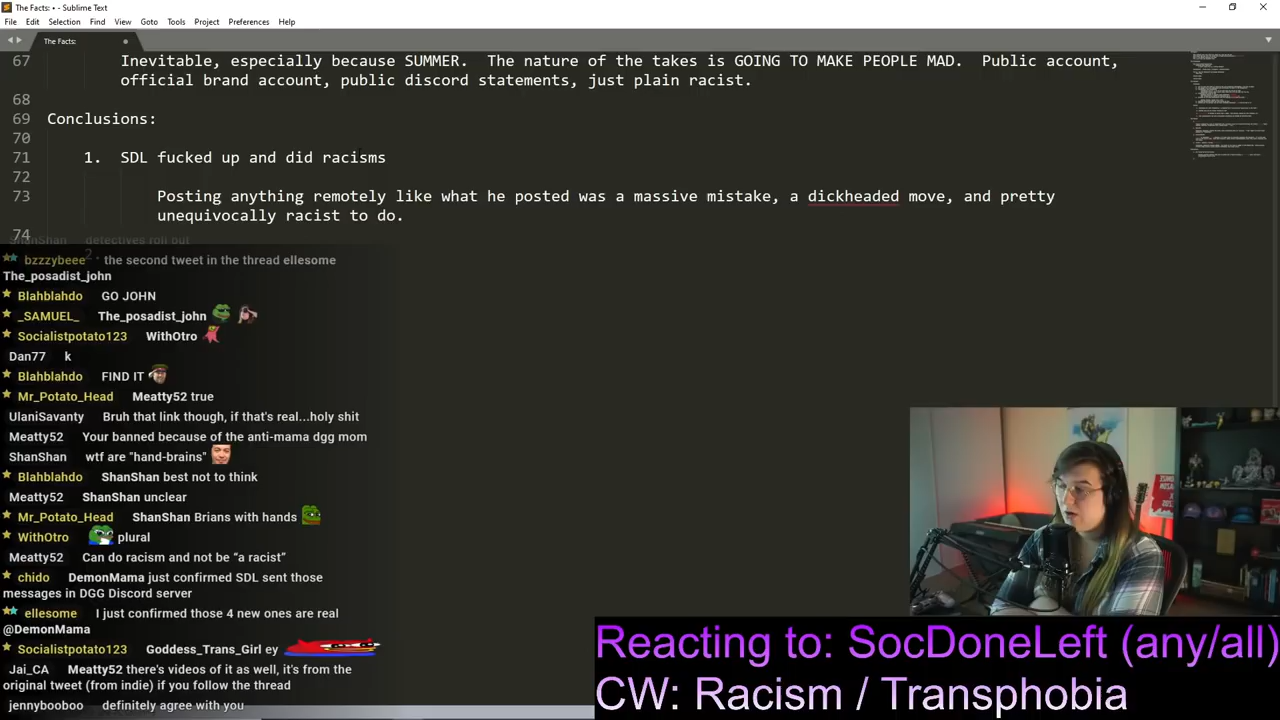 The Facts: • - Sublime Text
File Edit Selection Find View Goto Tools Project Preferences Help
The Facts:
67 Inevitable, especially because SUMMER. The nature of the takes is GOING TO MAKE PEOPLE MAD. Public account,
official brand account, public discord statements, just plain racist.
68
69 Conclusions:
70
71 1. SDL fucked up and did racisms
72
73 Posting anything remotely like what he posted was a massive mistake, a dickheaded move, and pretty
unequivocally racist to do.
74
ShanShan detectives roll out
2.
bzzzybeee the second tweet in the thread ellesome
The_posadist_john
Blahblahdo GO JOHN
_SAMUEL_ The_posadist_john
Socialistpotato123 WithOtro
Dan77 k
Blahblahdo FIND IT
Mr_Potato_Head Meatty52 true
UlaniSavanty Bruh that link though, if that's real...holy shit
Meatty52 Your banned because of the anti-mama dgg mom
ShanShan wtf are "hand-brains"
Blahblahdo ShanShan best not to think
Meatty52 ShanShan unclear
Mr_Potato_Head ShanShan Brians with hands
WithOtro plural
Meatty52 Can do racism and not be “a racist”
chido DemonMama just confirmed SDL sent those
messages in DGG Discord server
ellesome I just confirmed those 4 new ones are real
@DemonMama
Socialistpotato123 Goddess_Trans_Girl ey
Jai_CA Meatty52 there's videos of it as well, it's from the
original tweet (from indie) if you follow the thread
jennybooboo definitely agree with you
Reacting to: SocDoneLeft (any/all)
CW: Racism / Transphobia